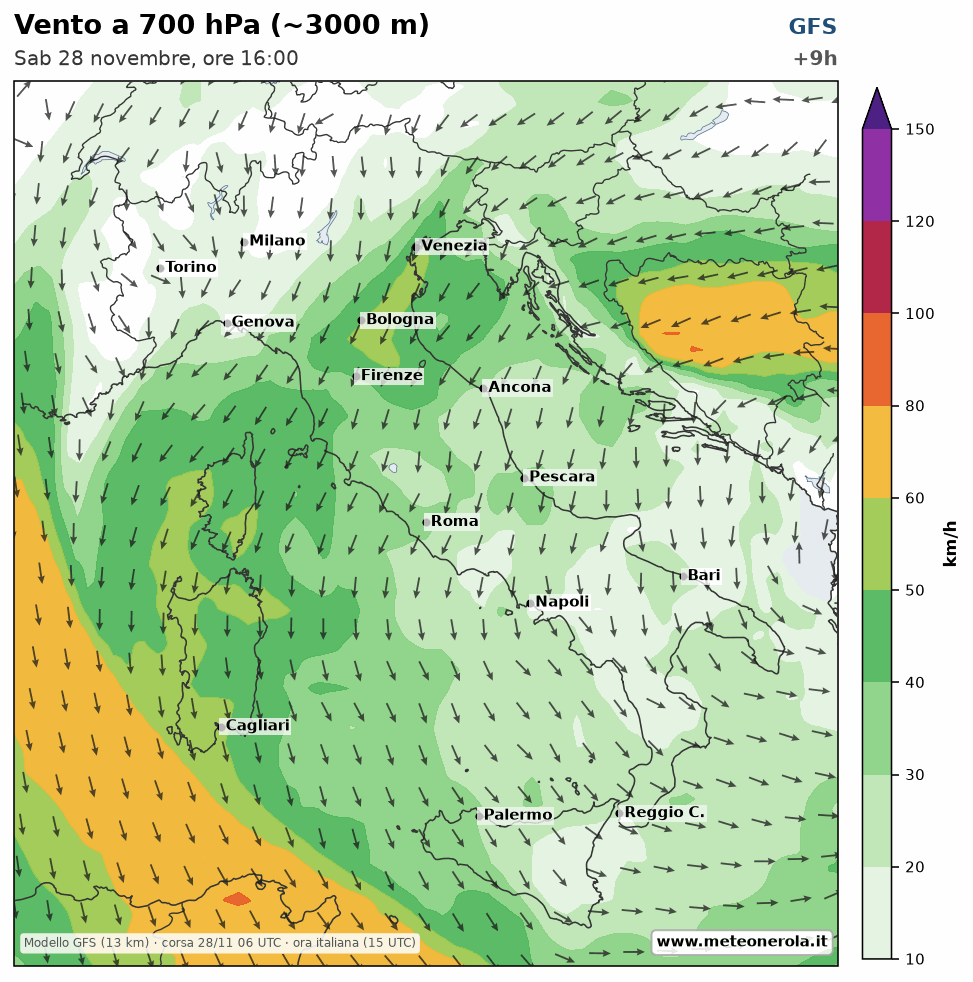 Vento a 700 hPa (~3000 m)
GFS
Sab 28 novembre, ore 16:00
+9h
Milano
Venezia
Torino
Genova
Bologna
Firenze
Ancona
Pescara
Roma
Bari
Napoli
Cagliari
Palermo
Reggio C.
150
120
100
80
60
50
40
30
20
10
km/h
Modello GFS (13 km) · corsa 28/11 06 UTC · ora italiana (15 UTC)
www.meteonerola.it